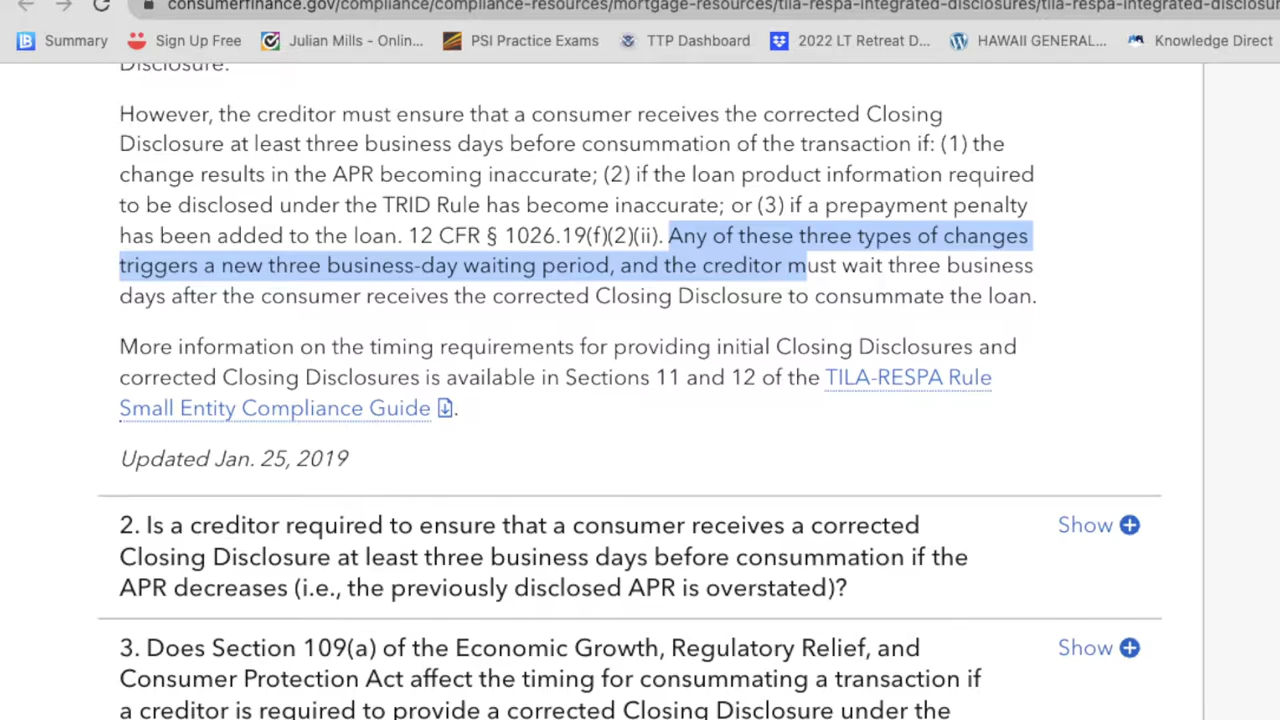 consumerfinance.gov/compliance/compliance-resources/mortgage-resources/tila-respa-integrated-disclosures/tila-respa-integrated-disclosur
Summary Sign Up Free Julian Mills - Onlin... PSI Practice Exams TTP Dashboard 2022 LT Retreat D... HAWAII GENERAL... Knowledge Direct
Disclosure.
However, the creditor must ensure that a consumer receives the corrected Closing
Disclosure at least three business days before consummation of the transaction if: (1) the
change results in the APR becoming inaccurate; (2) if the loan product information required
to be disclosed under the TRID Rule has become inaccurate; or (3) if a prepayment penalty
has been added to the loan. 12 CFR § 1026.19(f)(2)(ii). Any of these three types of changes
triggers a new three business-day waiting period, and the creditor must wait three business
days after the consumer receives the corrected Closing Disclosure to consummate the loan.
More information on the timing requirements for providing initial Closing Disclosures and
corrected Closing Disclosures is available in Sections 11 and 12 of the TILA-RESPA Rule
Small Entity Compliance Guide.
Updated Jan. 25, 2019
2. Is a creditor required to ensure that a consumer receives a corrected Show
Closing Disclosure at least three business days before consummation if the
APR decreases (i.e., the previously disclosed APR is overstated)?
3. Does Section 109(a) of the Economic Growth, Regulatory Relief, and Show
Consumer Protection Act affect the timing for consummating a transaction if
a creditor is required to provide a corrected Closing Disclosure under the